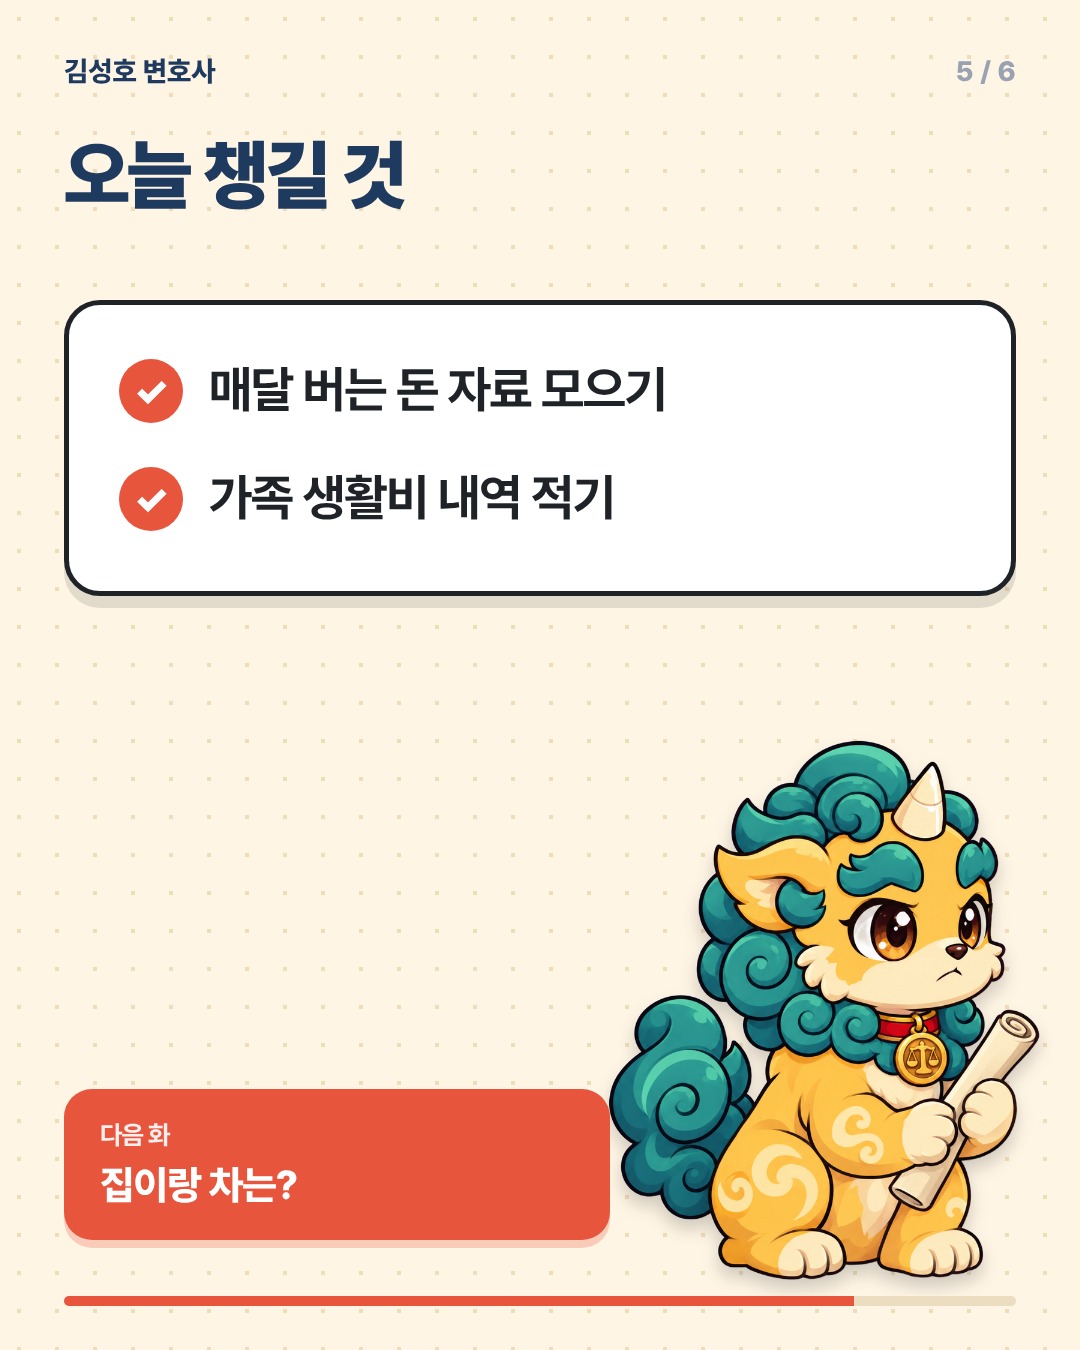 김성호 변호사
5 / 6
오늘 챙길 것
매달 버는 돈 자료 모으기
가족 생활비 내역 적기
다음 화
집이랑 차는?